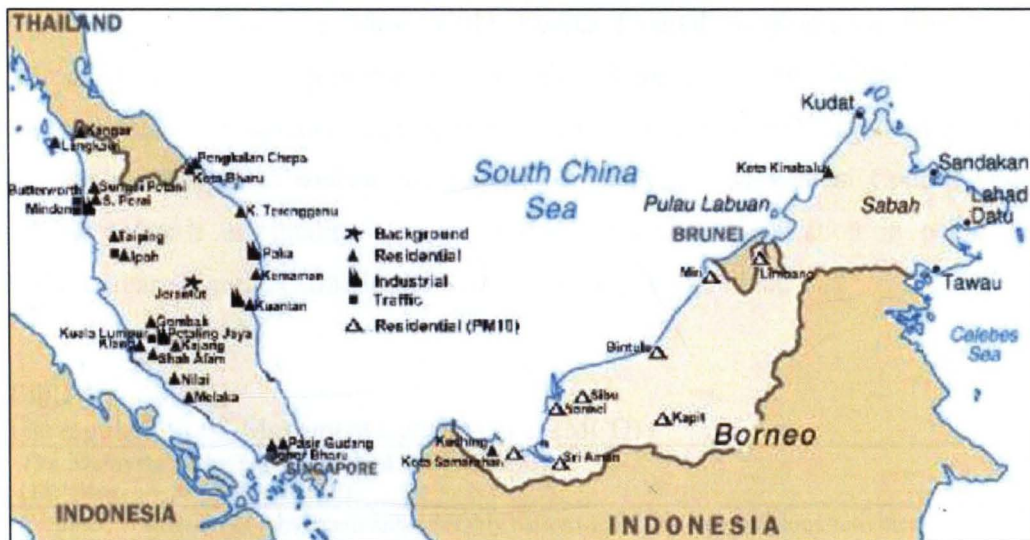 THAILAND
Kangar
Langkawi
Pengkalan Chepa
Kota Bharu
Butterworth
Sungai Petani
S. Perai
Minden
K. Terengganu
Taiping
Ipoh
Paka
Kemaman
Jerantut
Kuantan
Gombak
Kuala Lumpur
Petaling Jaya
Klang
Kajang
Shah Alam
Nilai
Melaka
Pasir Gudang
Johor Bharu
SINGAPORE
INDONESIA
Background
Residential
Industrial
Traffic
Residential (PM10)
South China
Sea
Kudat
Kota Kinabalu
Sandakan
Lahad
Datu
Pulau Labuan
Sabah
BRUNEI
Miri
Limbang
Tawau
Celebes
Sea
Bintulu
Sibu
Sarikei
Kapit
Borneo
Kuching
Kota Samarahan
Sri Aman
INDONESIA